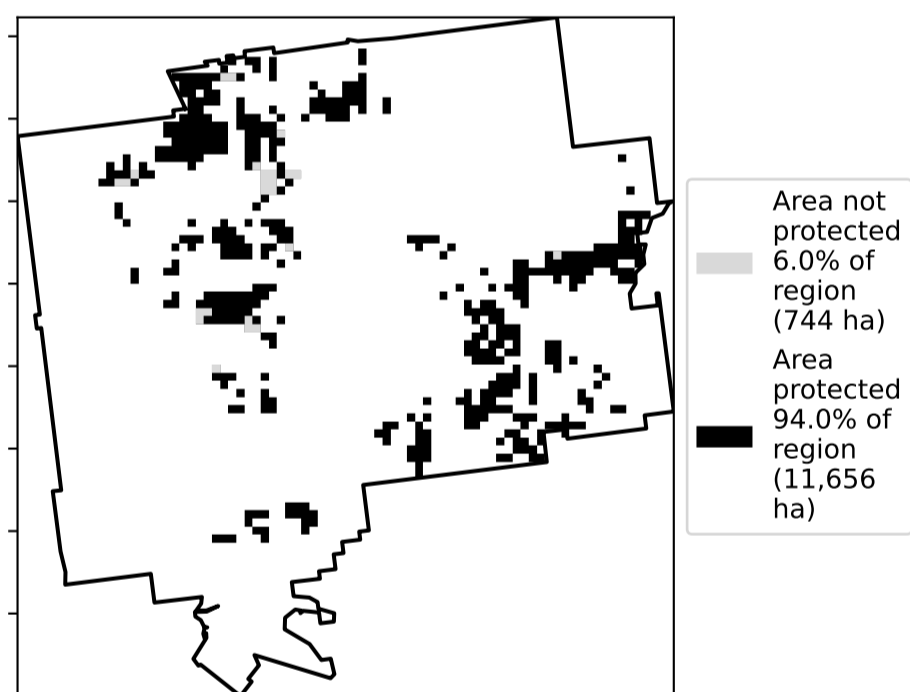 Area not
protected
6.0% of
region
(744 ha)
Area
protected
94.0% of
region
(11,656
ha)